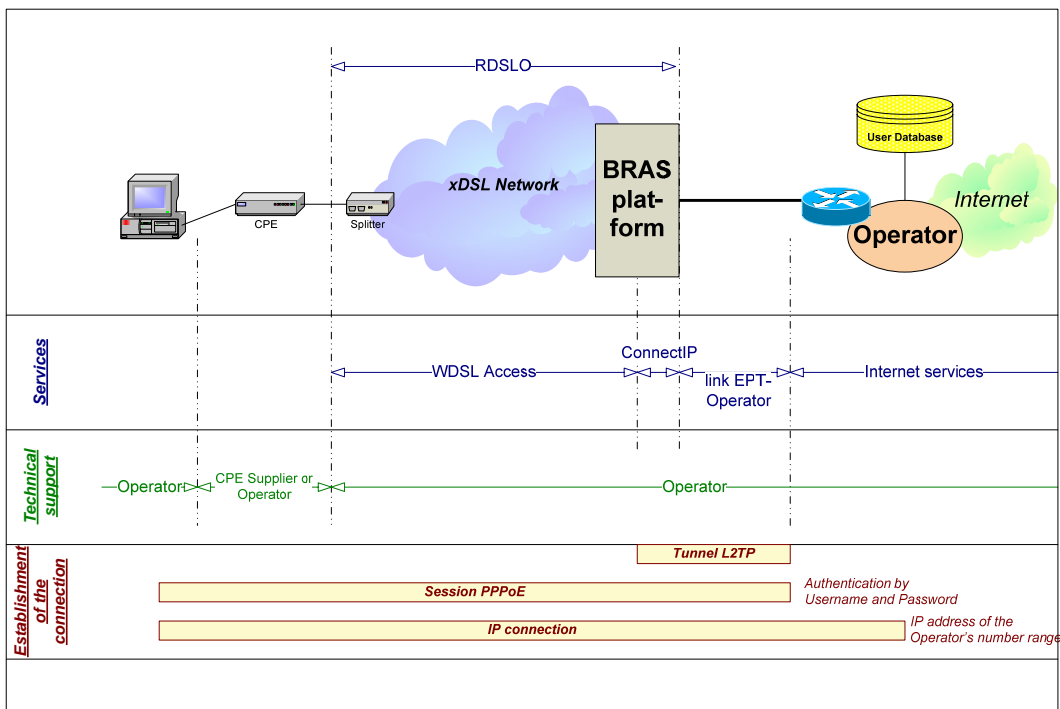 RDSLO
User Database
xDSL Network
BRAS
plat-
form
Internet
CPE
Splitter
Operator
Services
ConnectIP
WDSL Access
Internet services
link EPT-
Operator
Technical
support
Operator
CPE Supplier or
Operator
Operator
Establishment
of the
connection
Tunnel L2TP
Session PPPoE
Authentication by
Username and Password
IP connection
IP address of the
Operator's number range